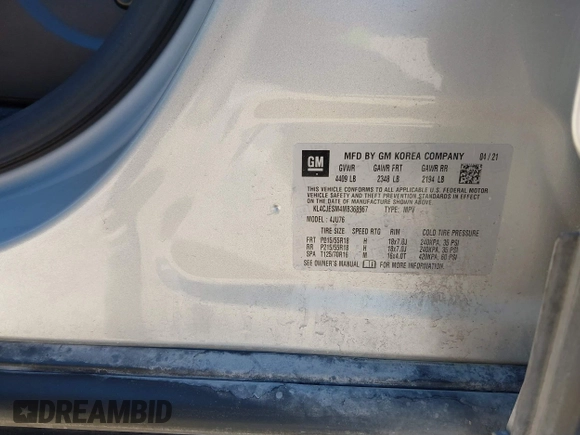 GM
MFD BY GM KOREA COMPANY 04/21
GVWR GAWR FRT GAWR RR
4409 LB 2348 LB 2194 LB
THIS VEHICLE CONFORMS TO ALL APPLICABLE U.S. FEDERAL MOTOR
VEHICLE SAFETY AND THEFT PREVENTION STANDARDS IN EFFECT
ON THE DATE OF MANUFACTURE SHOWN ABOVE.
KL4CJESM4MB368967 TYPE: MPV
MODEL: 4JU76
TIRE SIZE SPEED RTG RIM COLD TIRE PRESSURE
FRT P215/55R18 H 18x7.0J 240KPA, 35 PSI
RR P215/55R18 H 18x7.0J 240KPA, 35 PSI
SPA T125/70R16 M 16x4.0T 420KPA, 60 PSI
SEE OWNER'S MANUAL FOR MORE INFORMATION.
DREAMBID